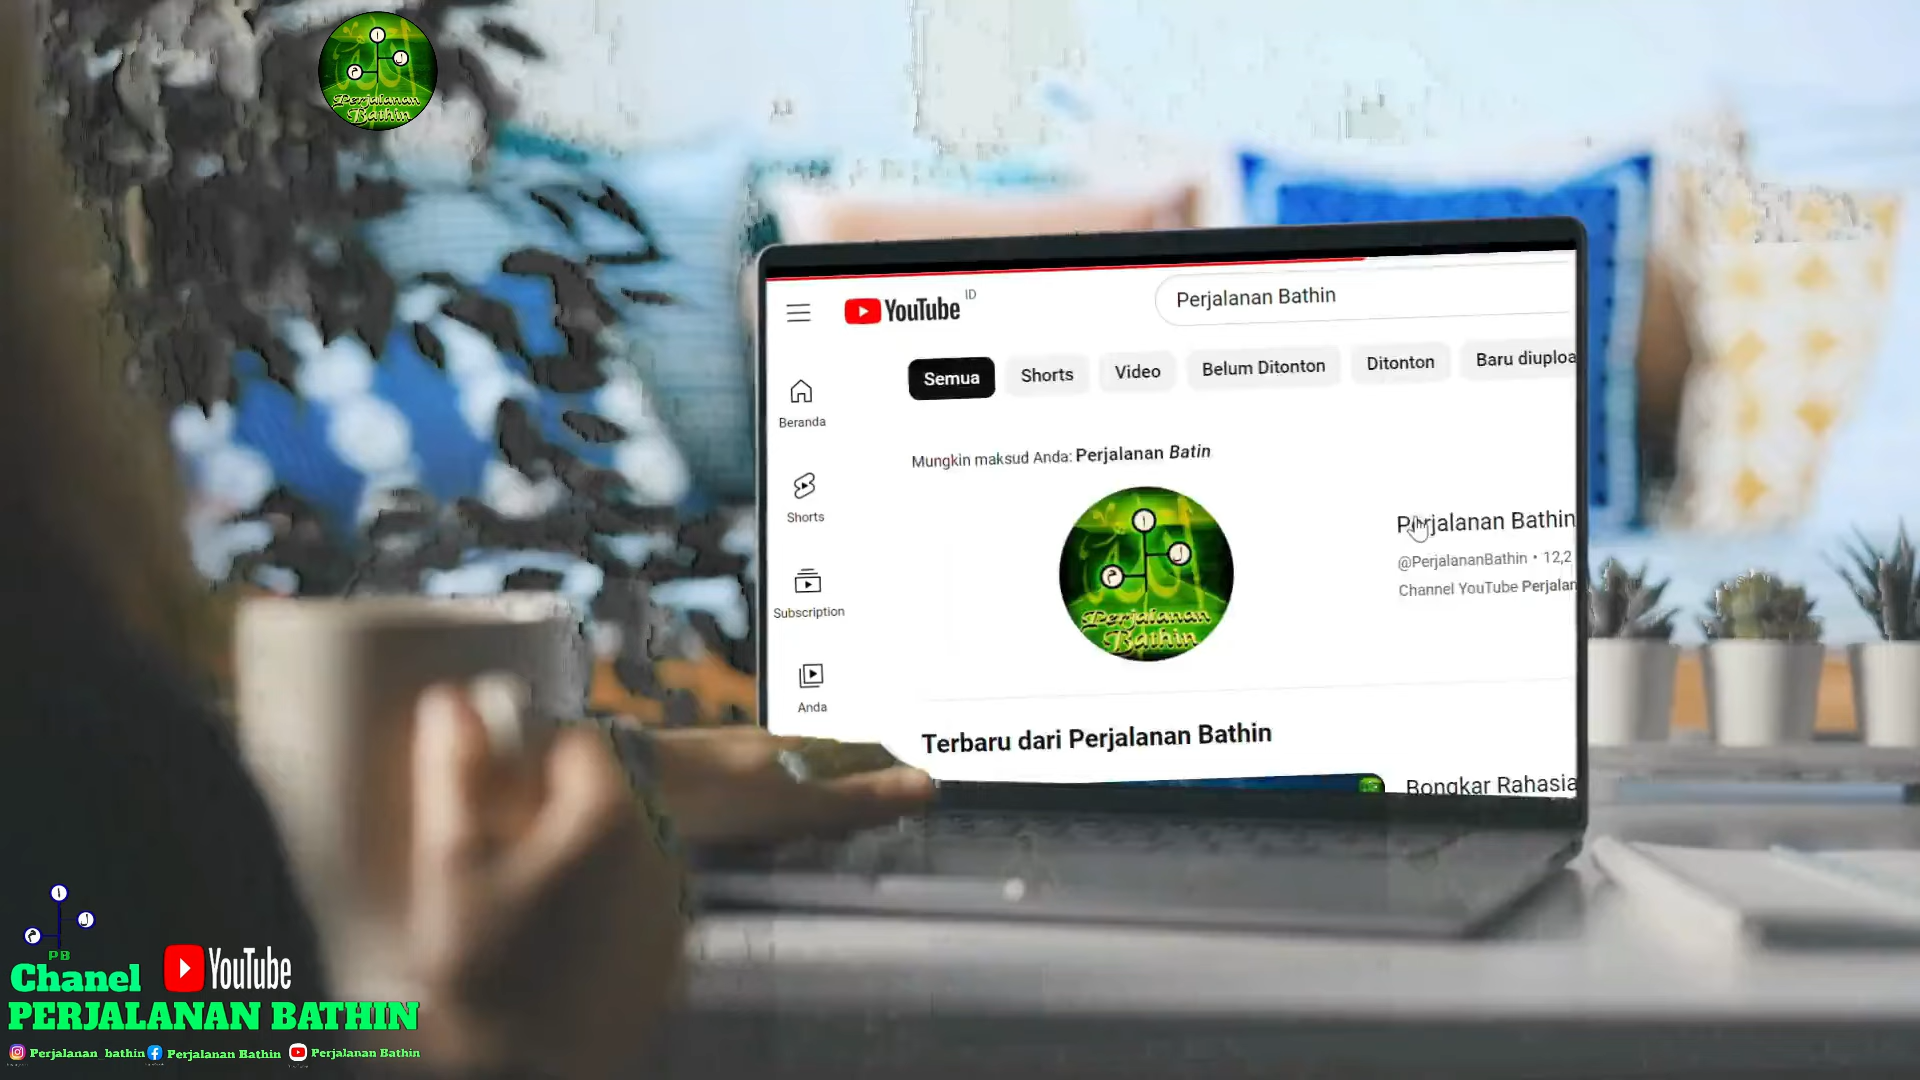 ا
ل
م
Perjalanan
Bathin
YouTube ID
Perjalanan Bathin
Semua
Shorts
Video
Belum Ditonton
Ditonton
Baru diuploa
Beranda
Shorts
Subscription
Anda
Mungkin maksud Anda: Perjalanan Batin
ا
ل
م
Perjalanan
Bathin
Perjalanan Bathin
@PerjalananBathin • 12,2
Channel YouTube Perjalan
Terbaru dari Perjalanan Bathin
Bongkar Rahasia
ا
ل
م
PB
Chanel YouTube
PERJALANAN BATHIN
Perjalanan_bathin Perjalanan Bathin Perjalanan Bathin